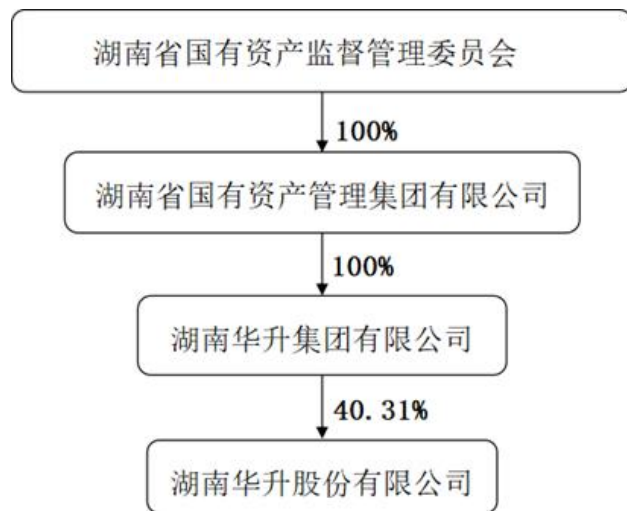 湖南省国有资产监督管理委员会
100%
湖南省国有资产管理集团有限公司
100%
湖南华升集团有限公司
40.31%
湖南华升股份有限公司